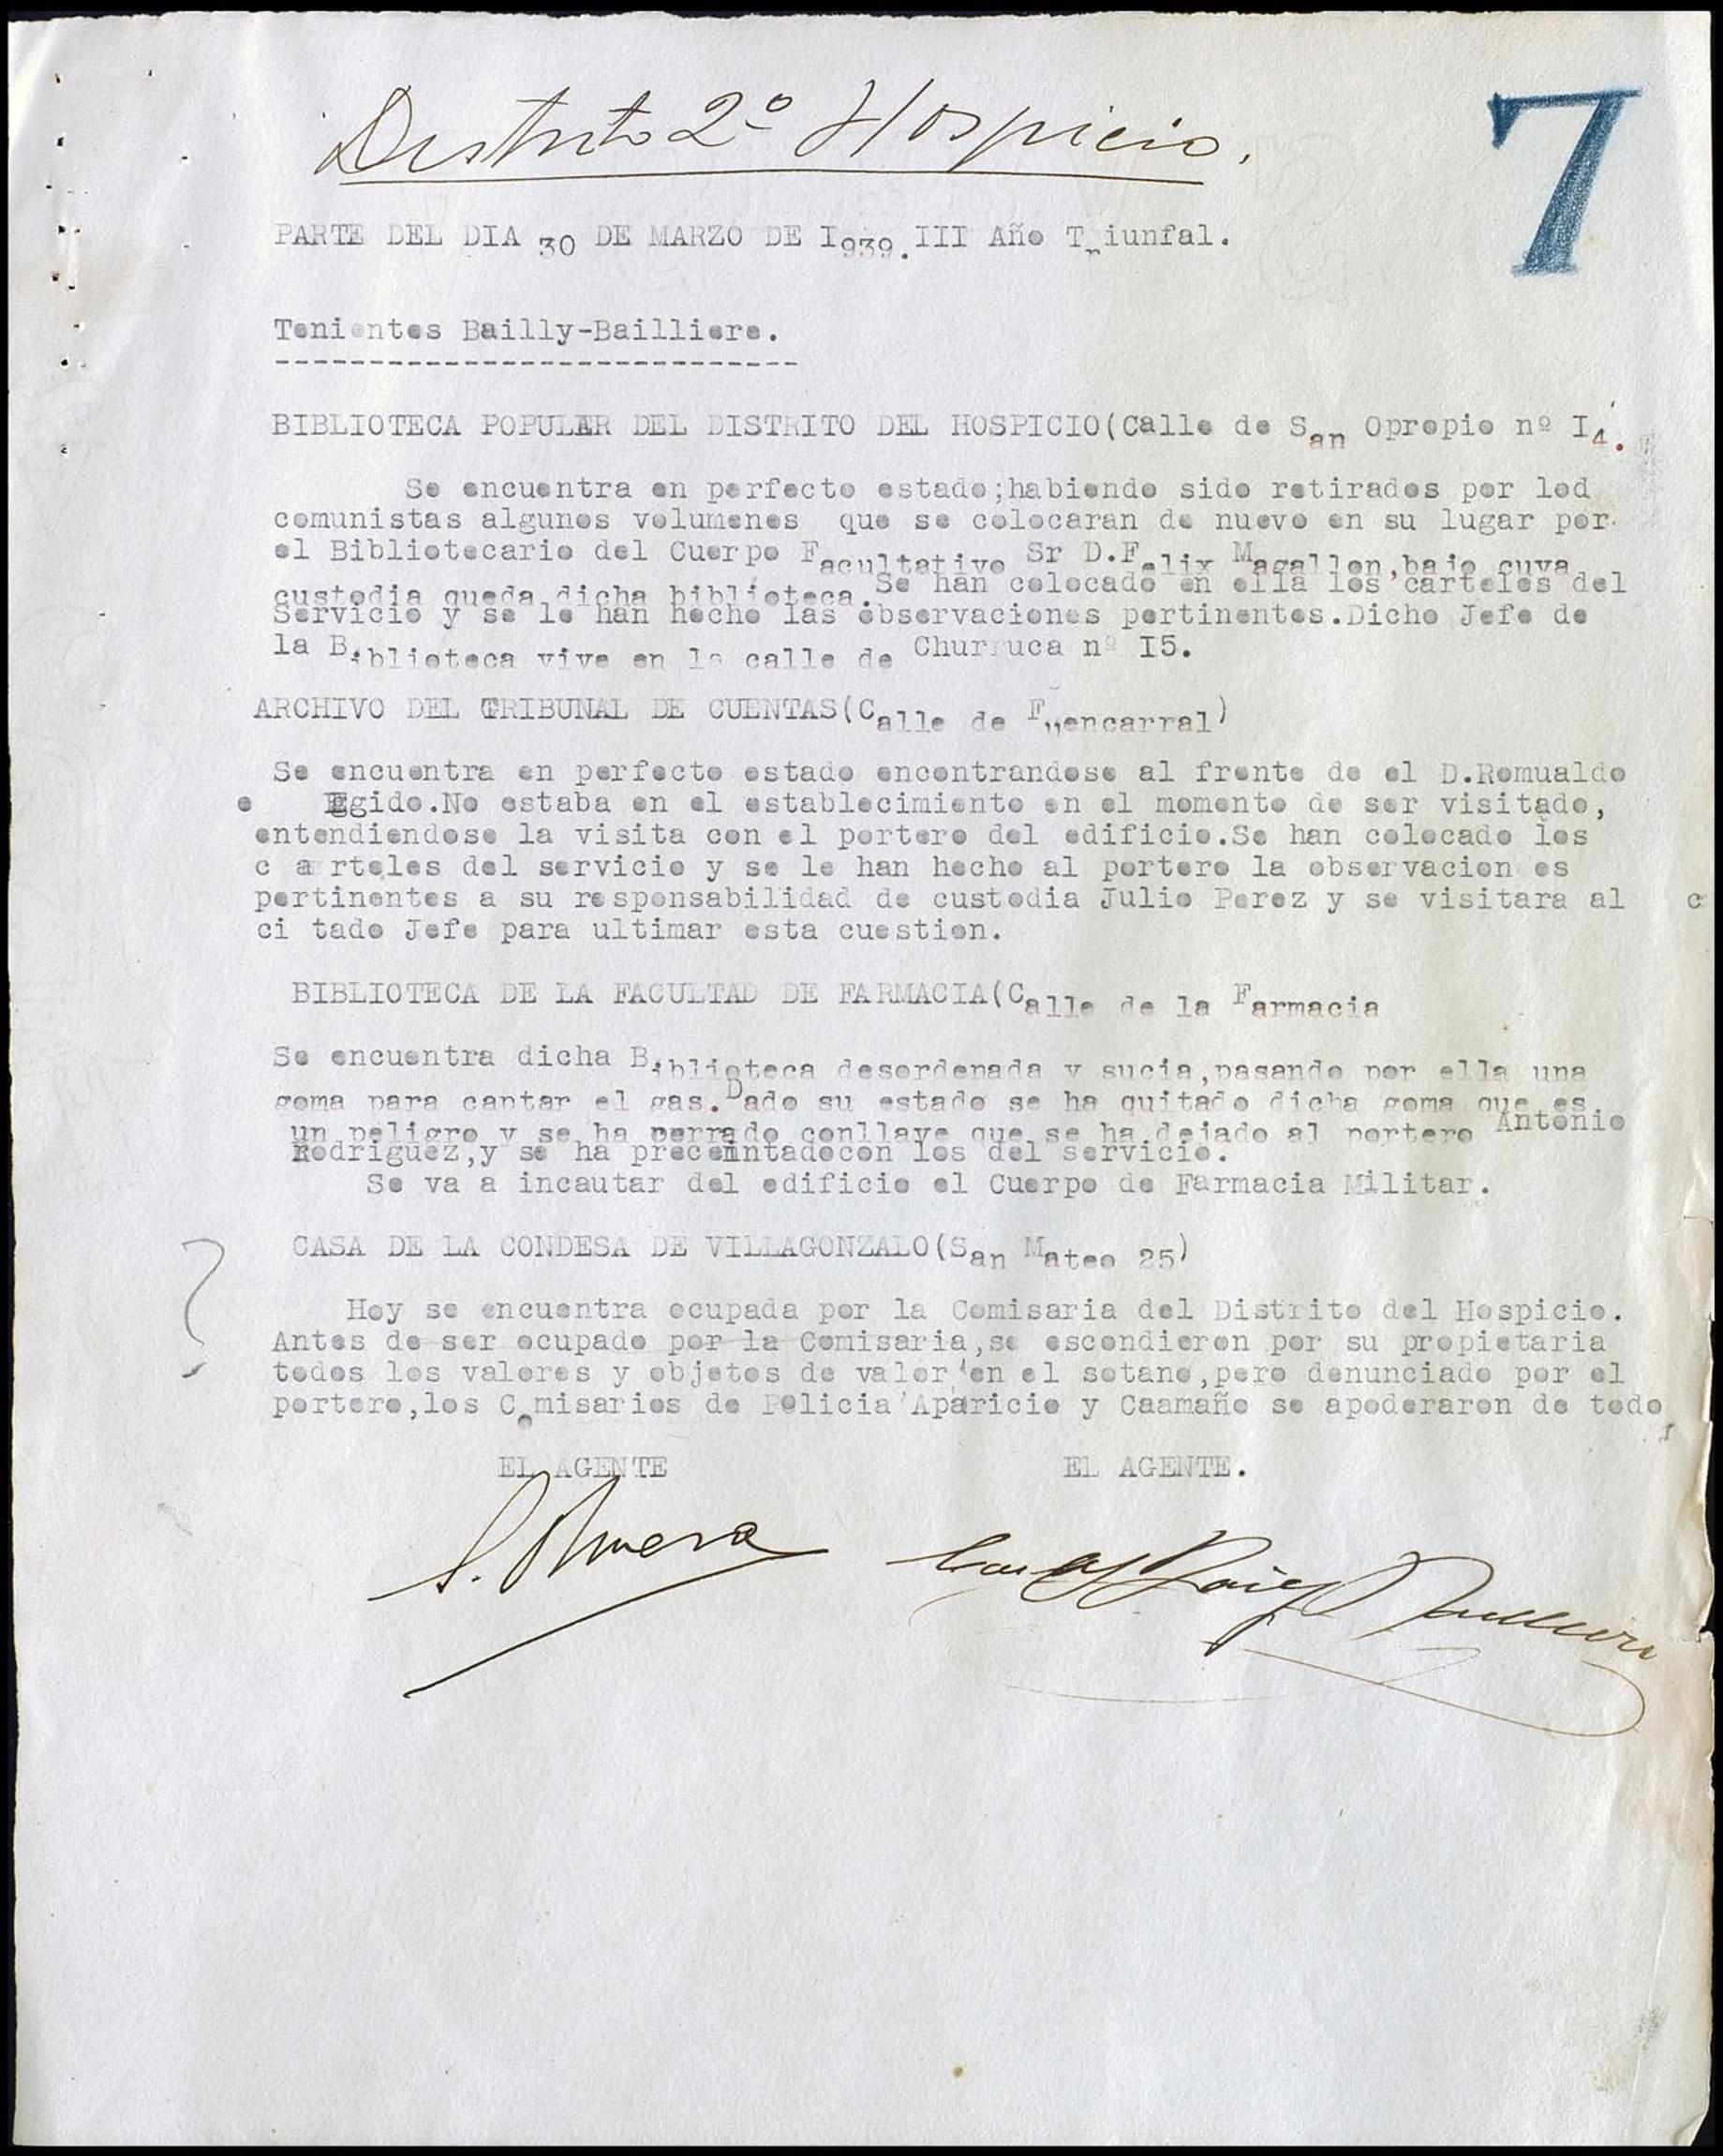 Distrito 2º Hospicio.
7
PARTE DEL DIA 30 DE MARZO DE I939. III Año Triunfal.
Tenientes Bailly-Bailliere.
----------------------------
BIBLIOTECA POPULAR DEL DISTRITO DEL HOSPICIO(Calle de San Opropio nº I4.
Se encuentra en perfecto estado;habiendo sido retirados por lod
comunistas algunos volumenes que se colocaran de nuevo en su lugar por
el Bibliotecario del Cuerpo Facultativo Sr D.Felix Magallon,bajo cuya
custodia queda dicha biblioteca.Se han colocado en ella los carteles del
Servicio y se le han hecho las observaciones pertinentes.Dicho Jefe de
la Biblioteca vive en la calle de Churruca nº I5.
ARCHIVO DEL TRIBUNAL DE CUENTAS(Calle de Fuencarral)
Se encuentra en perfecto estado encontrandose al frente de el D.Romualdo
e Egido.No estaba en el establecimiento en el momento de ser visitado,
entendiendose la visita con el portero del edificio.Se han colocado los
c a rteles del servicio y se le han hecho al portero la observacion es
pertinentes a su responsabilidad de custodia Julio Perez y se visitara al c
ci tado Jefe para ultimar esta cuestion.
BIBLIOTECA DE LA FACULTAD DE FARMACIA(Calle de la Farmacia
Se encuentra dicha Biblioteca desordenada y sucia,pasando por ella una
goma para captar el gas.Dado su estado se ha quitado dicha goma que es
un peligro y se ha cerrado conllave que se ha dejado al portero Antonio
Rodriguez,y se ha precintadocon los del servicio.
Se va a incautar del edificio el Cuerpo de Farmacia Militar.
CASA DE LA CONDESA DE VILLAGONZALO(San Mateo 25)
?
Hoy se encuentra ocupada por la Comisaria del Distrito del Hospicio.
Antes de ser ocupado por la Comisaria,se escondieron por su propietaria
todos los valores y objetos de valor en el sotano,pero denunciado por el
portero,los Comisarios de Policia Aparicio y Caamaño se apoderaron de todo
EL AGENTE EL AGENTE.